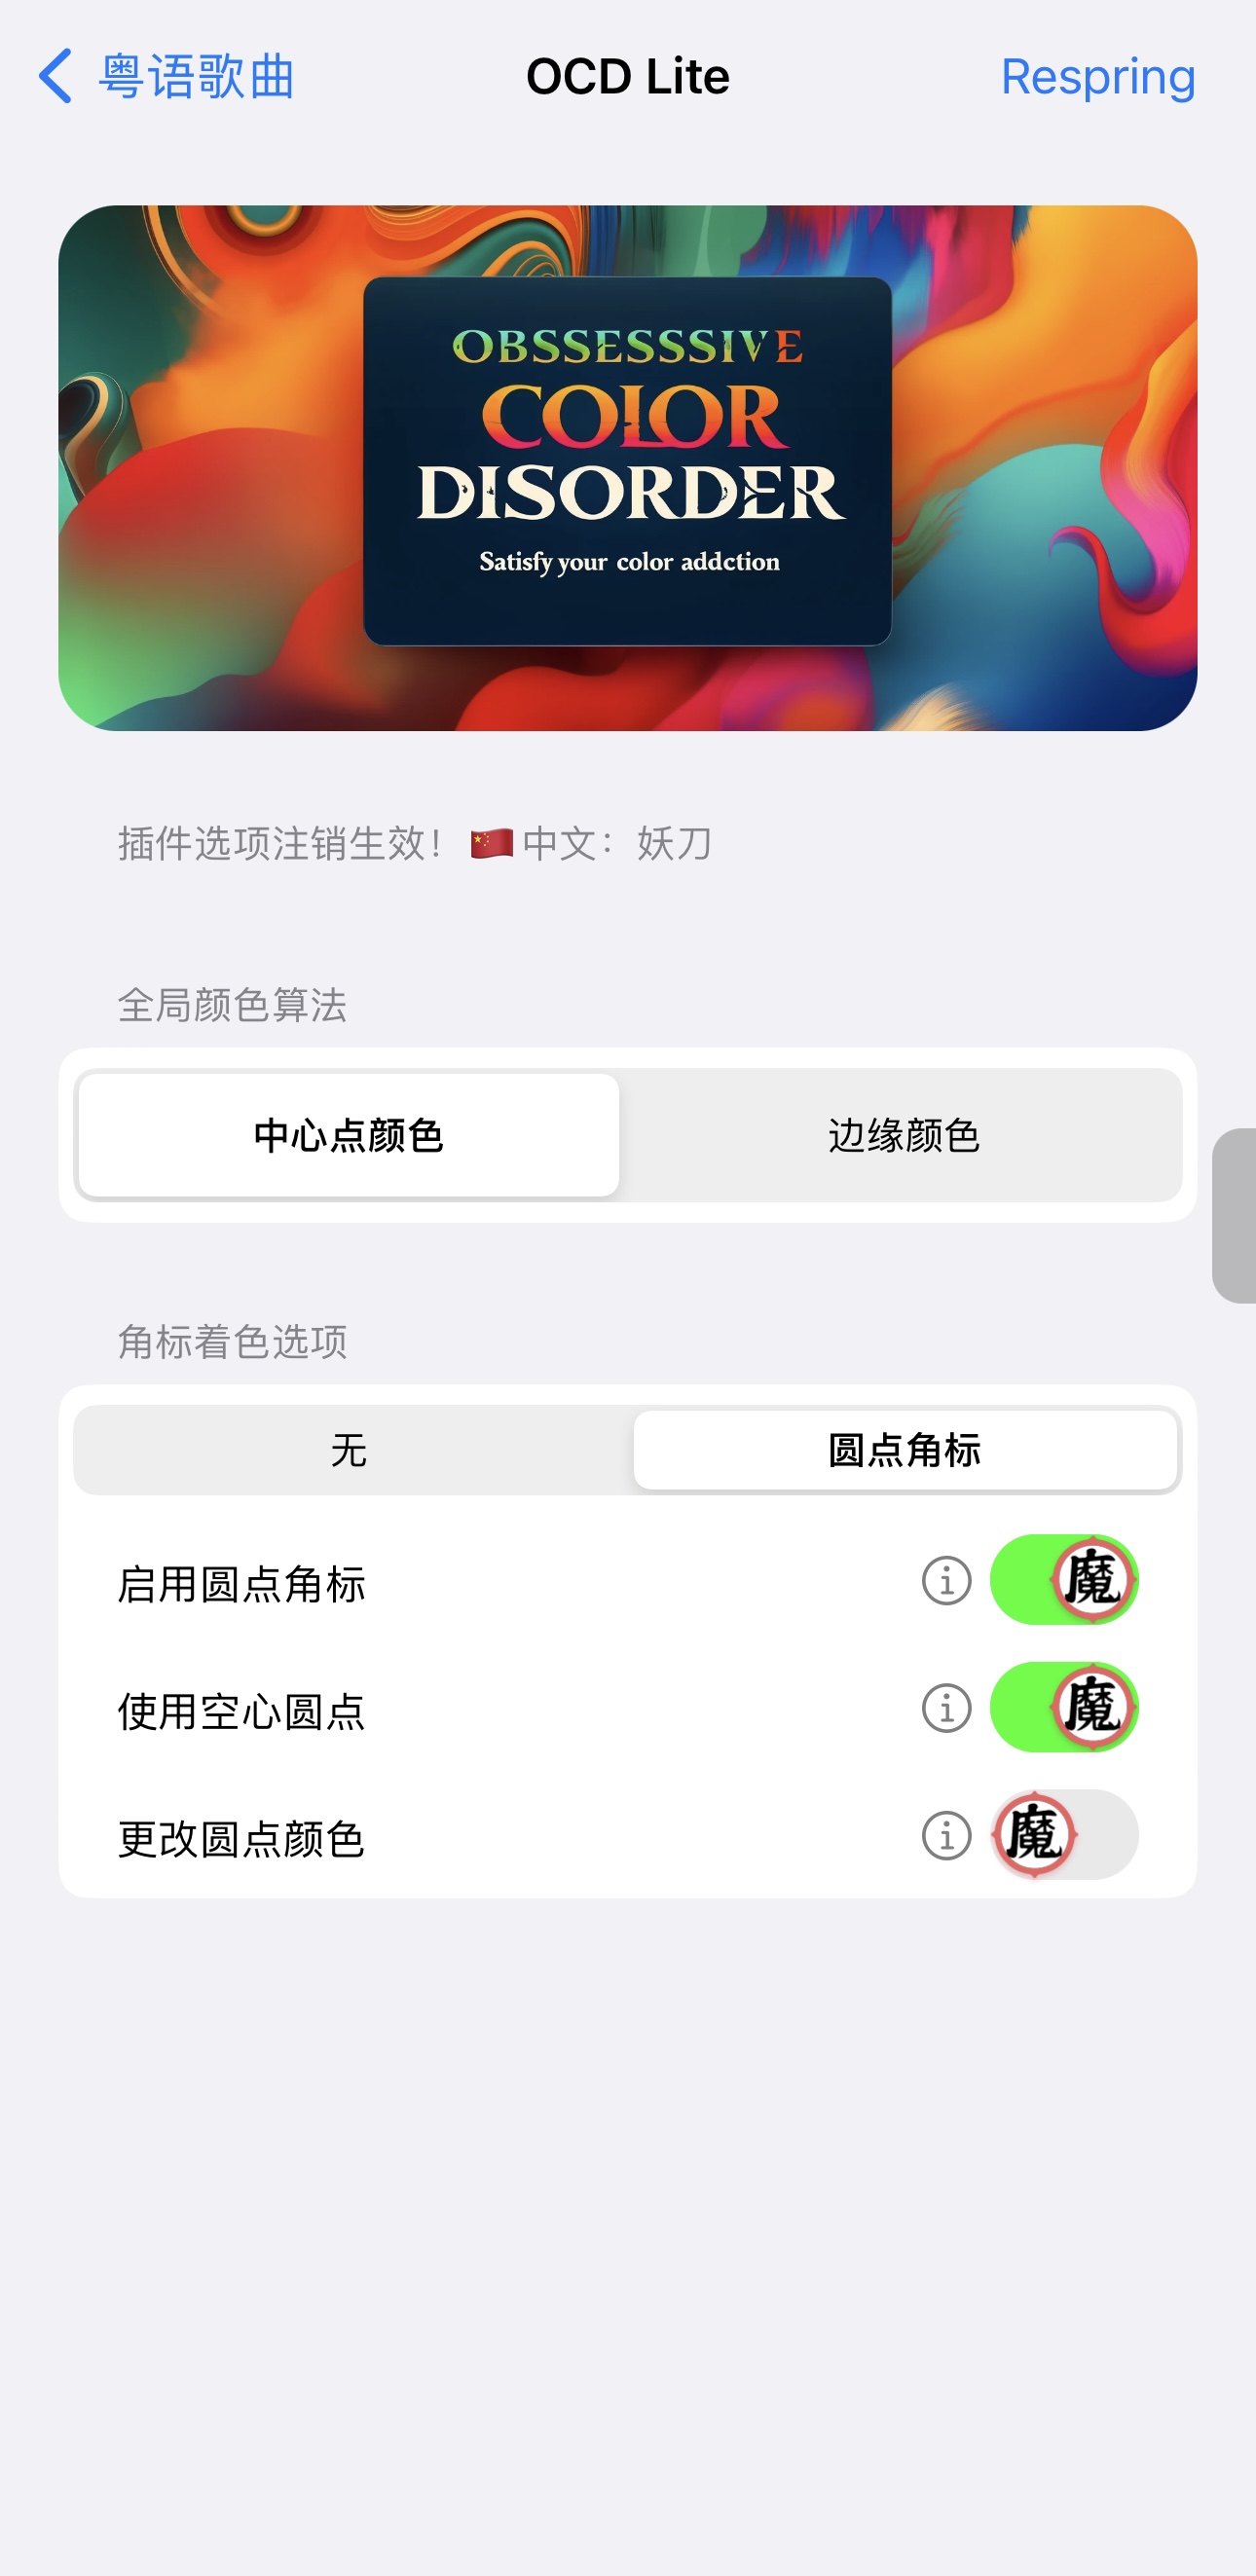 粤语歌曲
OCD Lite
Respring
OBSSESSSIVE
COLOR
DISORDER
Satisfy your color addction
插件选项注销生效！🇨🇳中文：妖刀
全局颜色算法
中心点颜色
边缘颜色
角标着色选项
无
圆点角标
启用圆点角标
魔
使用空心圆点
魔
更改圆点颜色
魔